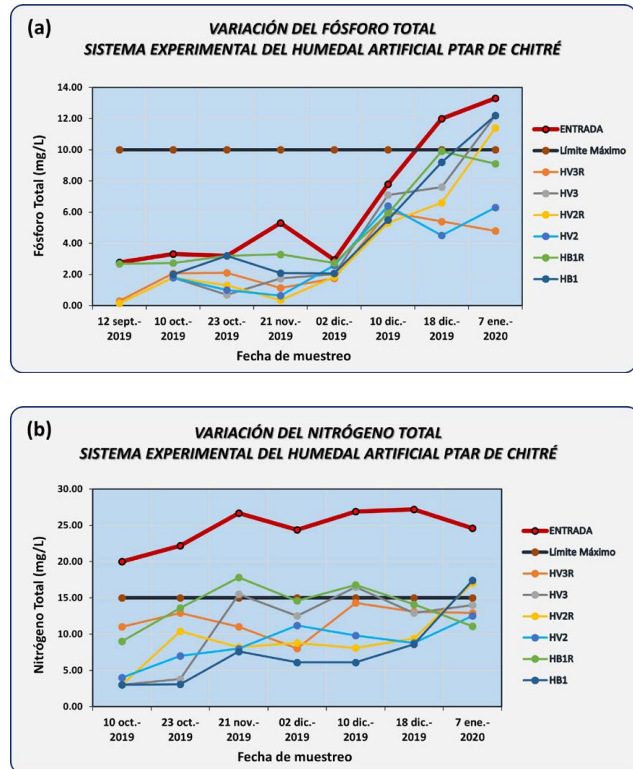 (a)
VARIACIÓN DEL FÓSFORO TOTAL
SISTEMA EXPERIMENTAL DEL HUMEDAL ARTIFICIAL PTAR DE CHITRÉ
Fósforo Total (mg/L)
14.00
12.00
10.00
8.00
6.00
4.00
2.00
0.00
12 sept.- 10 oct.- 23 oct.- 21 nov.- 02 dic.- 10 dic.- 18 dic.- 7 ene.-
2019 2019 2019 2019 2019 2019 2019 2020
Fecha de muestreo
ENTRADA
Límite Máximo
HV3R
HV3
HV2R
HV2
HB1R
HB1
(b)
VARIACIÓN DEL NITRÓGENO TOTAL
SISTEMA EXPERIMENTAL DEL HUMEDAL ARTIFICIAL PTAR DE CHITRÉ
Nitrógeno Total (mg/L)
30.00
25.00
20.00
15.00
10.00
5.00
0.00
10 oct.- 23 oct.- 21 nov.- 02 dic.- 10 dic.- 18 dic.- 7 ene.-
2019 2019 2019 2019 2019 2019 2020
Fecha de muestreo
ENTRADA
Límite Máximo
HV3R
HV3
HV2R
HV2
HB1R
HB1